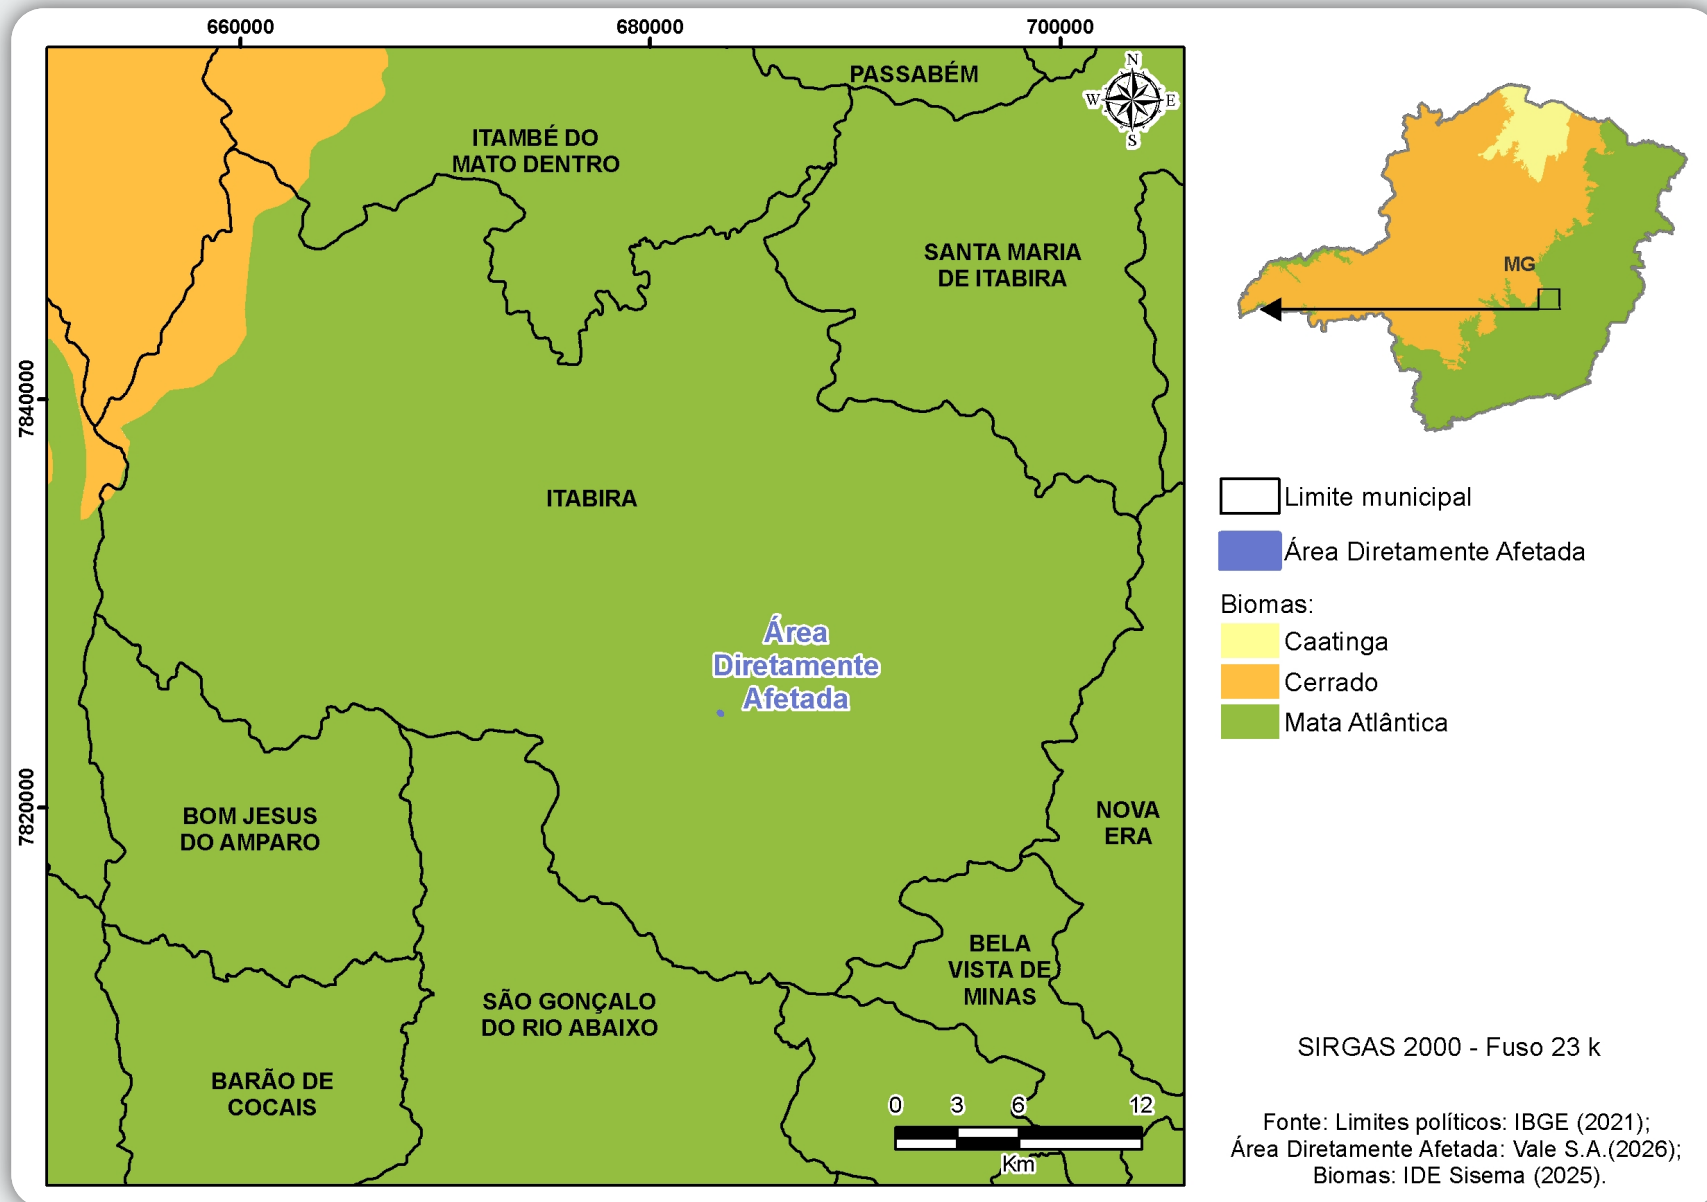 660000
680000
700000
7840000
7820000
PASSABÉM
N
W
E
S
ITAMBÉ DO
MATO DENTRO
SANTA MARIA
DE ITABIRA
ITABIRA
Área
Diretamente
Afetada
BOM JESUS
DO AMPARO
NOVA
ERA
BELA
VISTA DE
MINAS
SÃO GONÇALO
DO RIO ABAIXO
BARÃO DE
COCAIS
0 3 6 12
Km
MG
Limite municipal
Área Diretamente Afetada
Biomas:
Caatinga
Cerrado
Mata Atlântica
SIRGAS 2000 - Fuso 23 k
Fonte: Limites políticos: IBGE (2021);
Área Diretamente Afetada: Vale S.A.(2026);
Biomas: IDE Sisema (2025).